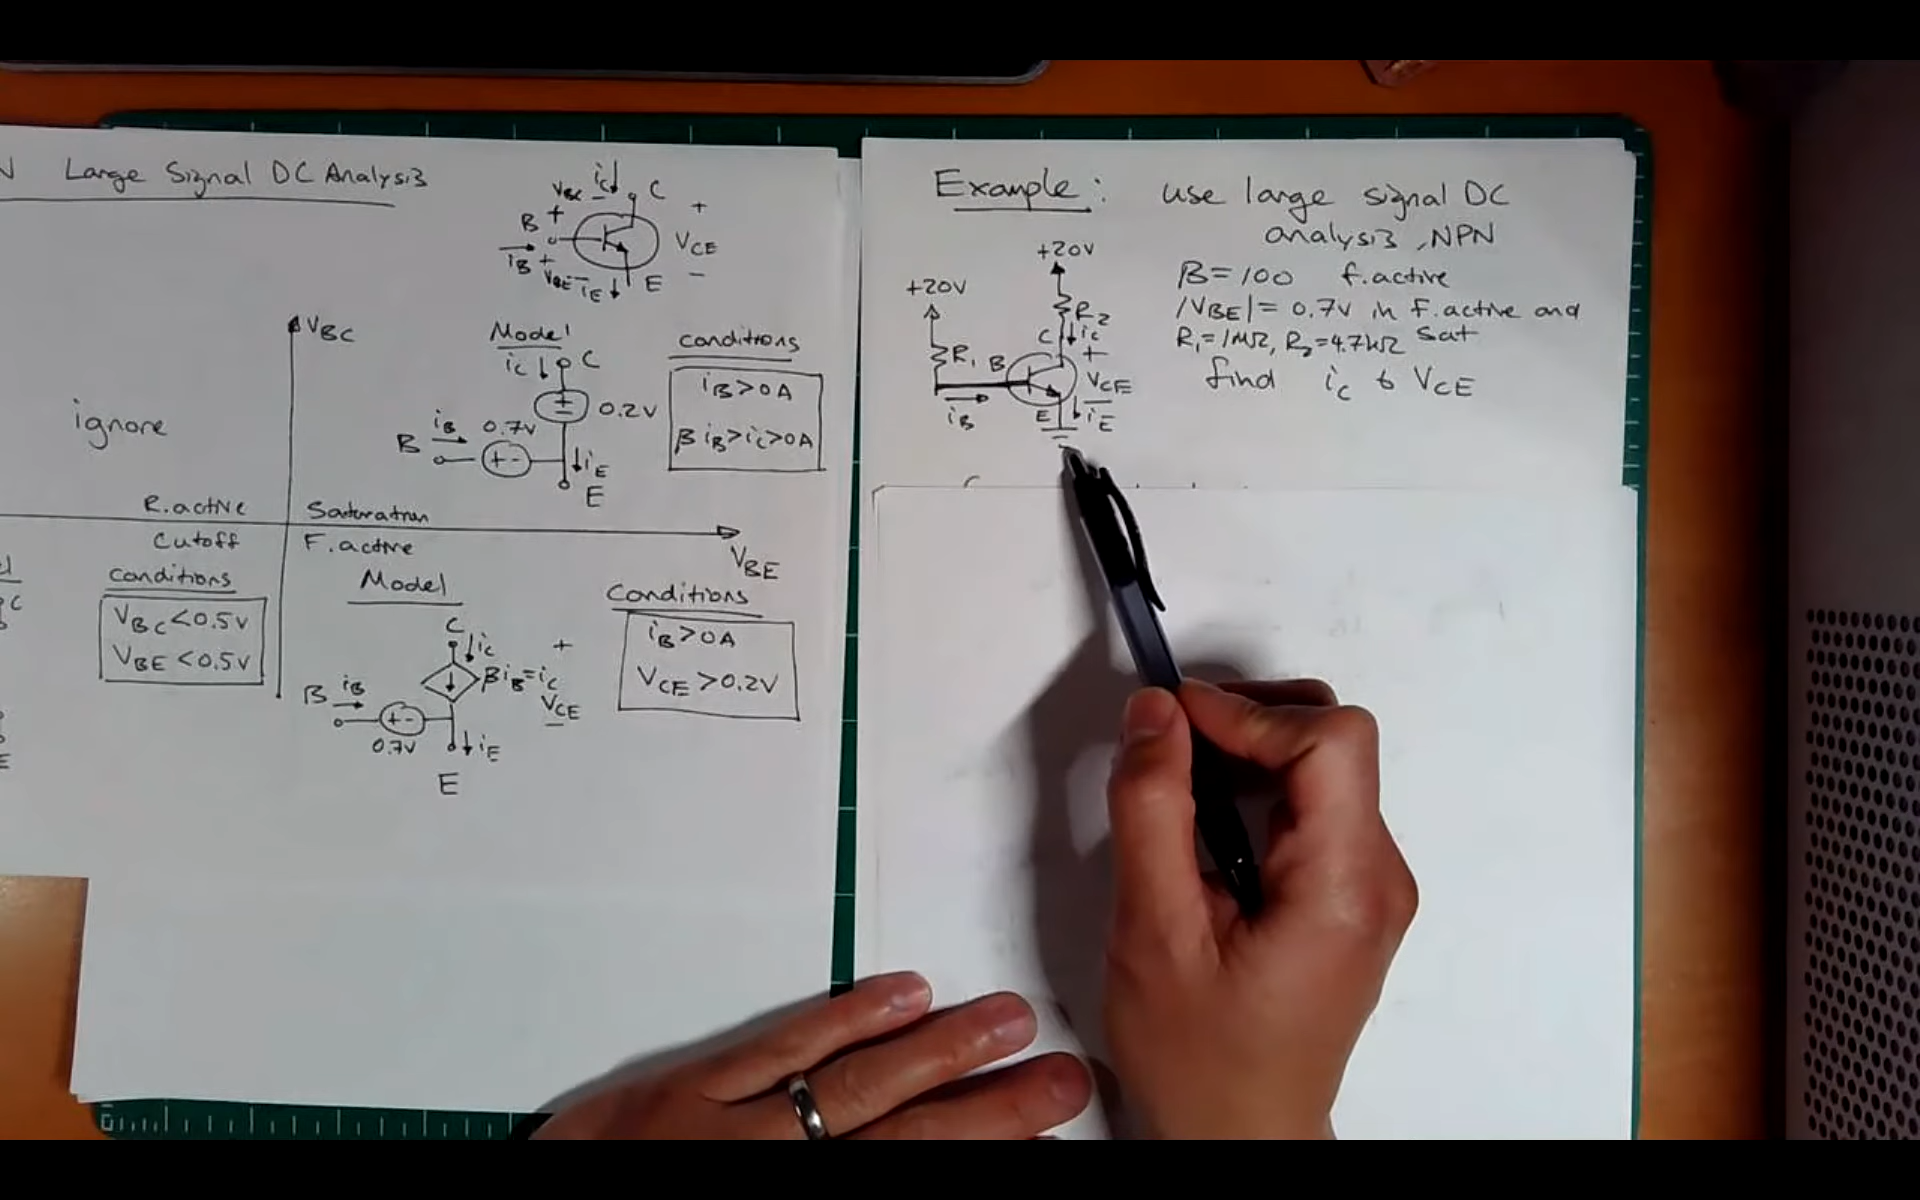 N Large Signal DC Analysis
VBC
ic
C
+
B +
VCE
iB +
VBE -
iE
E
-
VBC
Model
conditions
ic
C
iB > 0A
+
-
0.2V
β iB > ic > 0A
ignore
iB
0.7V
B
+ -
iE
E
R.active
Saturation
Cutoff
F.active
VBE
Conditions
Model
Conditions
C
VBC < 0.5V
VBE < 0.5V
C
ic
+
iB > 0A
VCE > 0.2V
β iB = ic
VCE
-
B
iB
+ -
0.7V
iE
E
E
Example: use large signal DC
analysis, NPN
+20V
β = 100 f.active
+20V
|VBE| = 0.7V in f.active and
R2
R1 = 1MΩ, R2 = 4.7kΩ sat
C
ic
+
R1
B
VCE
find ic & VCE
-
iB
E
iE